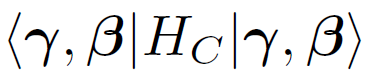 ⟨𝜸, 𝜷|H_C|𝜸, 𝜷⟩